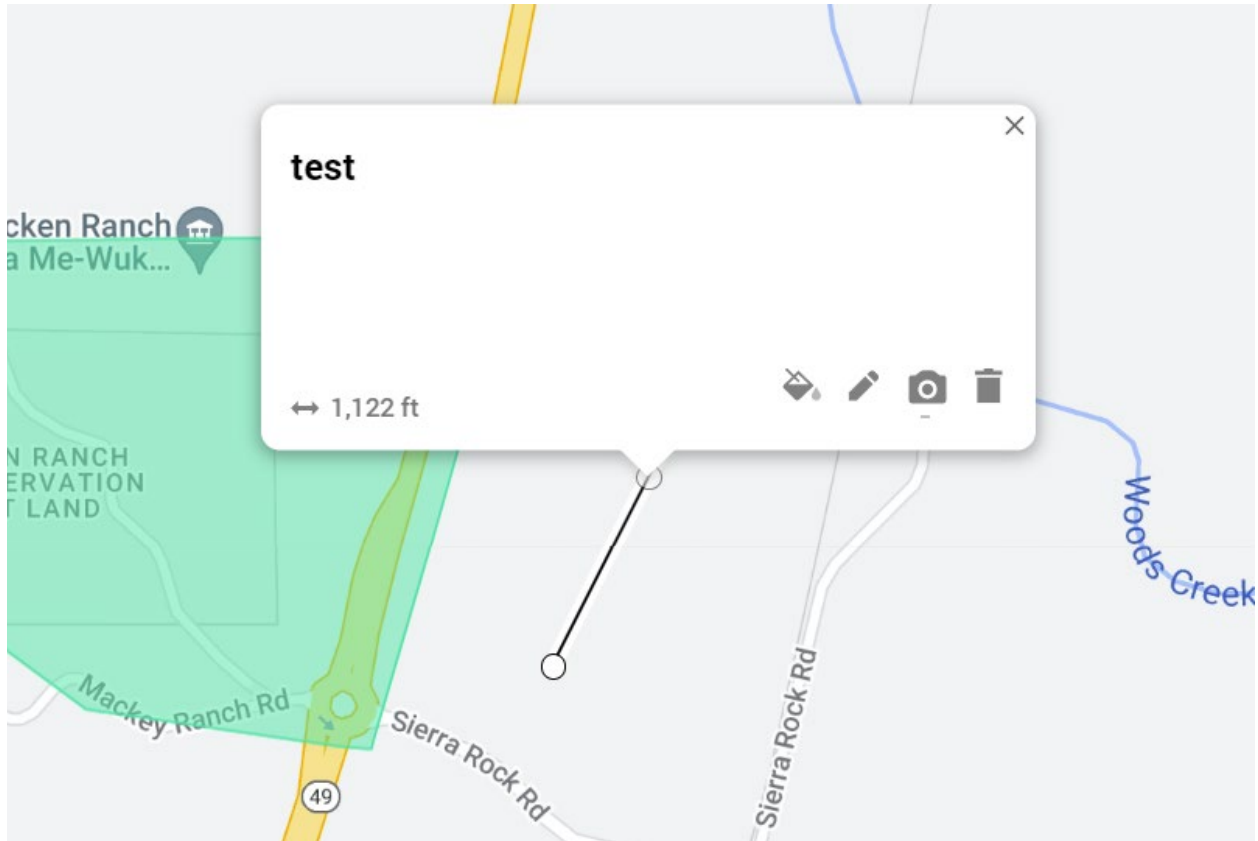 test
cken Ranch
a Me-Wuk...
1,122 ft
N RANCH
ERVATION
T LAND
Woods Creek
Mackey Ranch Rd
Sierra Rock Rd
Sierra Rock Rd
49